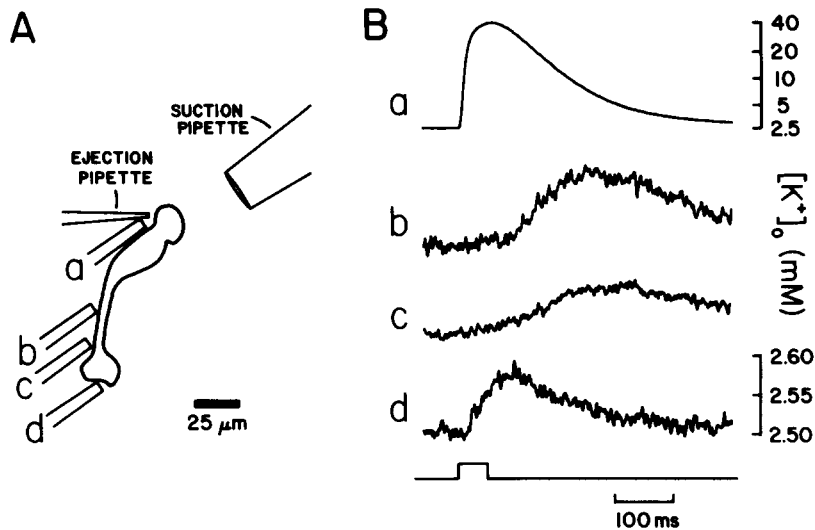 A
SUCTION
PIPETTE
EJECTION
PIPETTE
a
b
c
d
25 μm
B
a
b
c
d
40
20
10
5
2.5
[K⁺]ₒ (mM)
2.60
2.55
2.50
100 ms